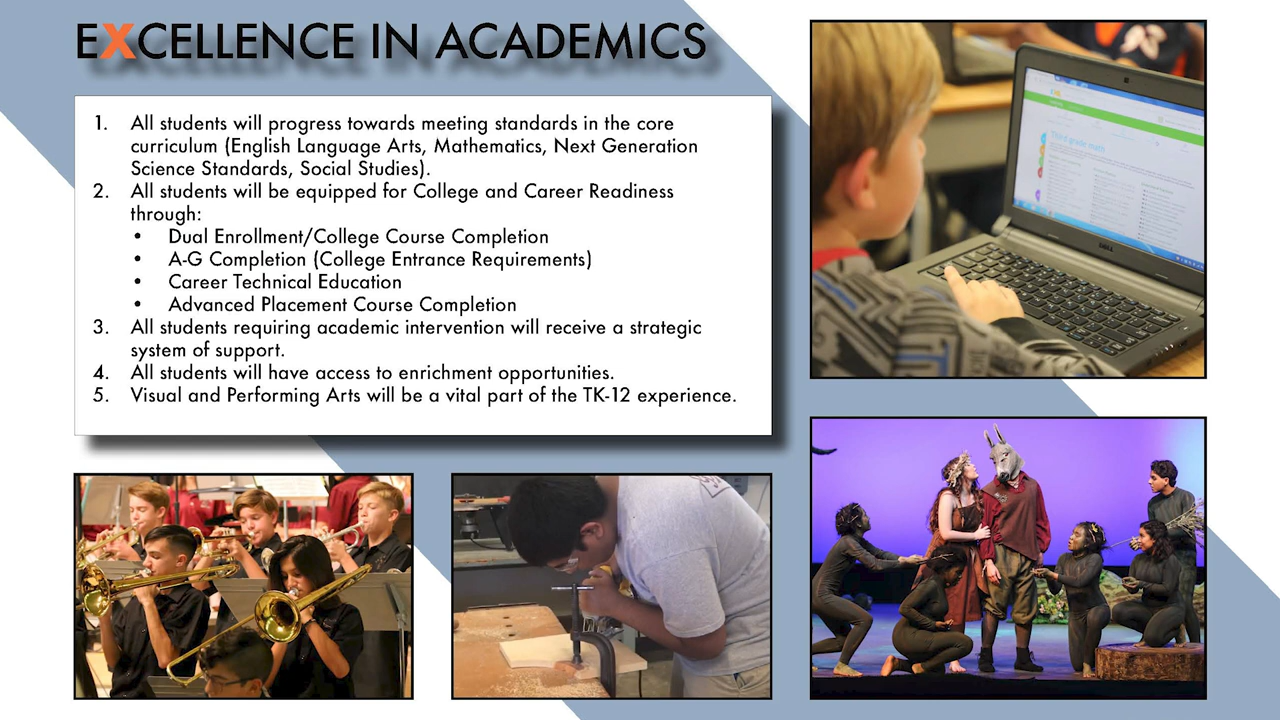 EXCELLENCE IN ACADEMICS
1. All students will progress towards meeting standards in the core
curriculum (English Language Arts, Mathematics, Next Generation
Science Standards, Social Studies).
2. All students will be equipped for College and Career Readiness
through:
• Dual Enrollment/College Course Completion
• A-G Completion (College Entrance Requirements)
• Career Technical Education
• Advanced Placement Course Completion
3. All students requiring academic intervention will receive a strategic
system of support.
4. All students will have access to enrichment opportunities.
5. Visual and Performing Arts will be a vital part of the TK-12 experience.
Third grade math
DELL